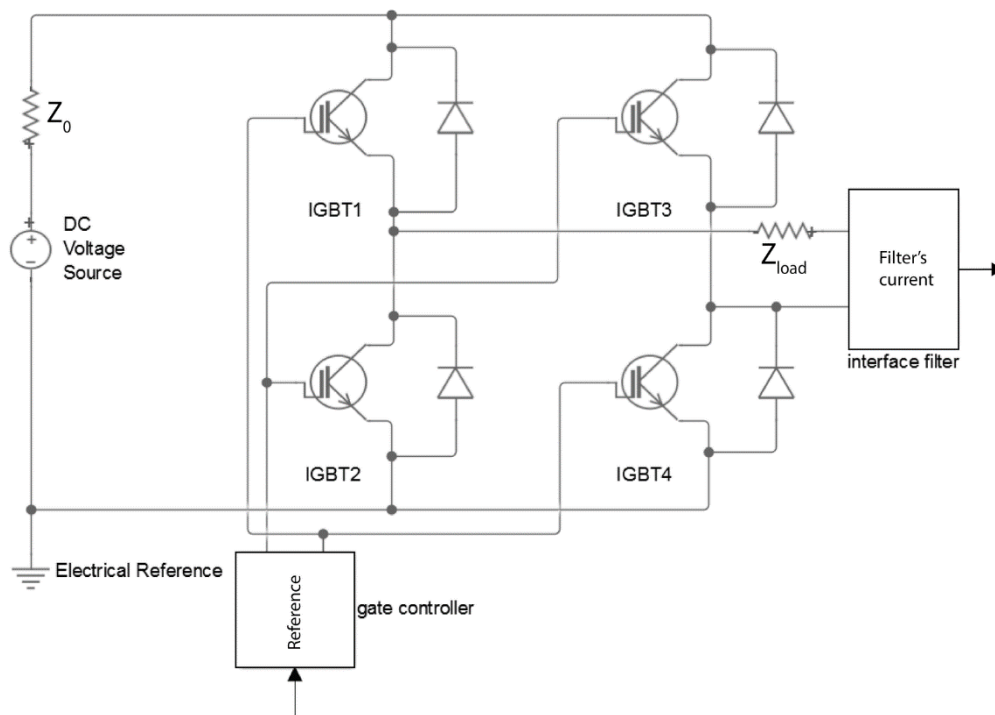 Z0
DC
Voltage
Source
IGBT1
IGBT3
Zload
Filter's
current
interface filter
IGBT2
IGBT4
Electrical Reference
Reference
gate controller